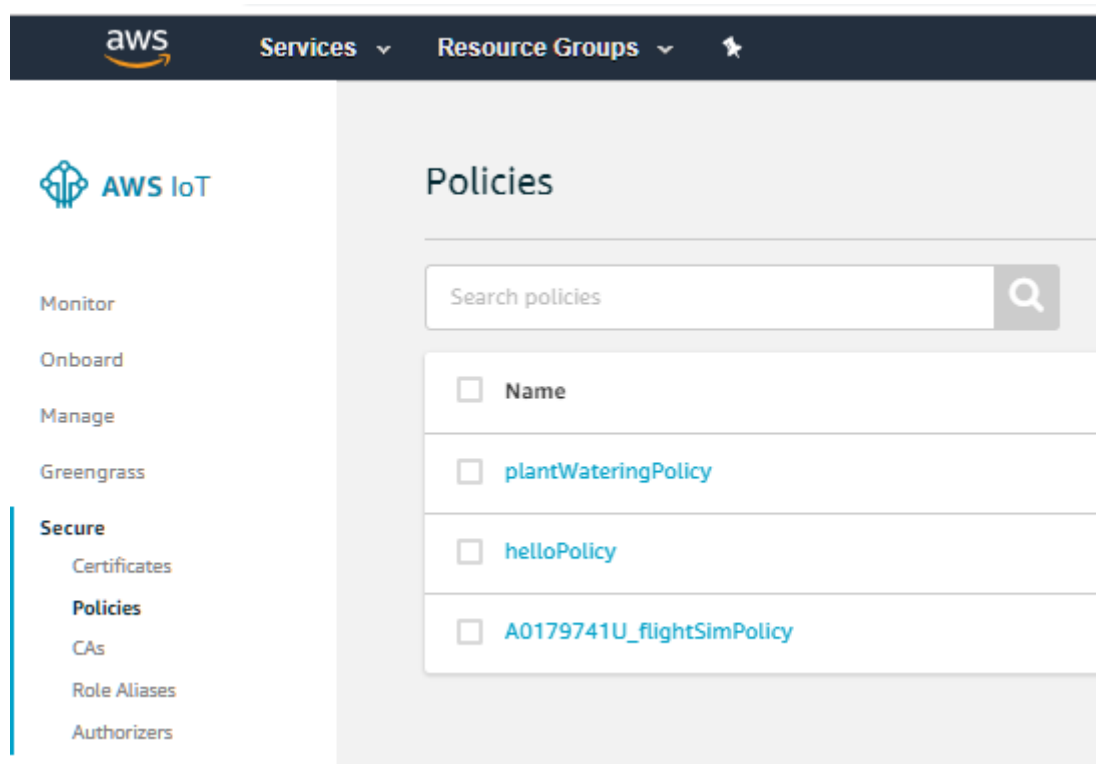 aws Services Resource Groups
AWS IoT
Monitor
Onboard
Manage
Greengrass
Secure
Certificates
Policies
CAs
Role Aliases
Authorizers
Policies
Search policies
Name
plantWateringPolicy
helloPolicy
A0179741U_flightSimPolicy